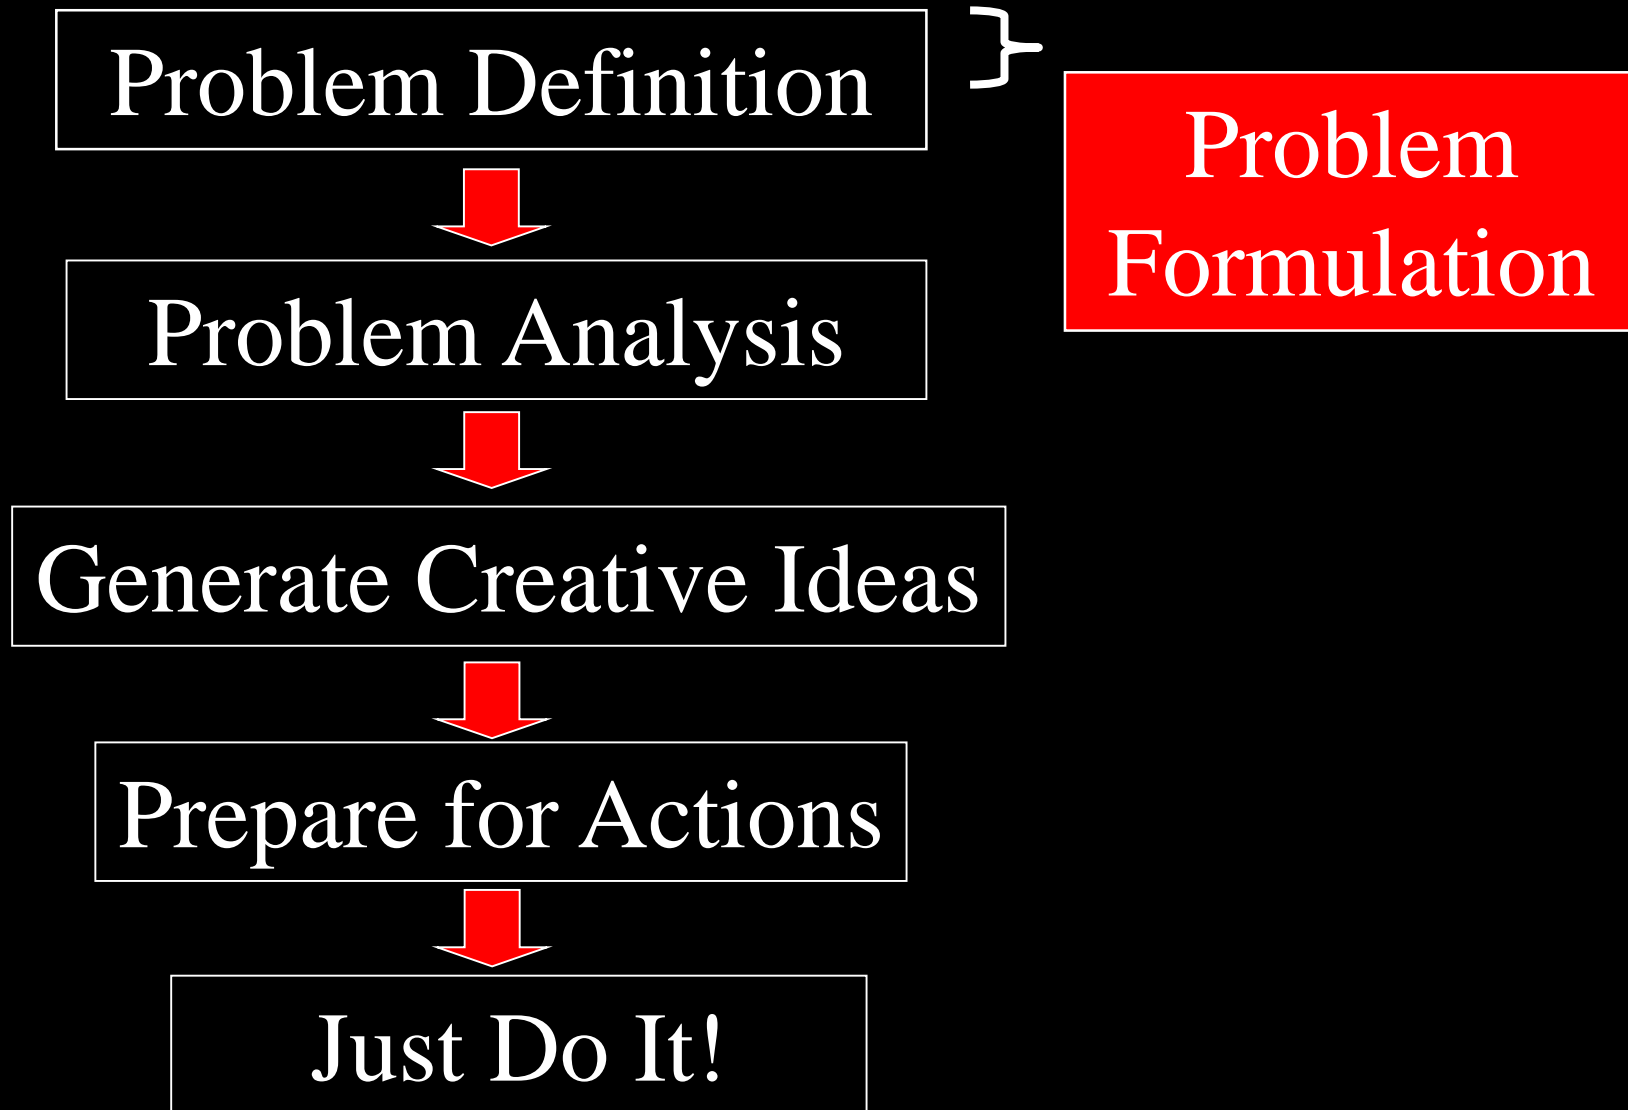 Problem Definition
Problem
Formulation
Problem Analysis
Generate Creative Ideas
Prepare for Actions
Just Do It!